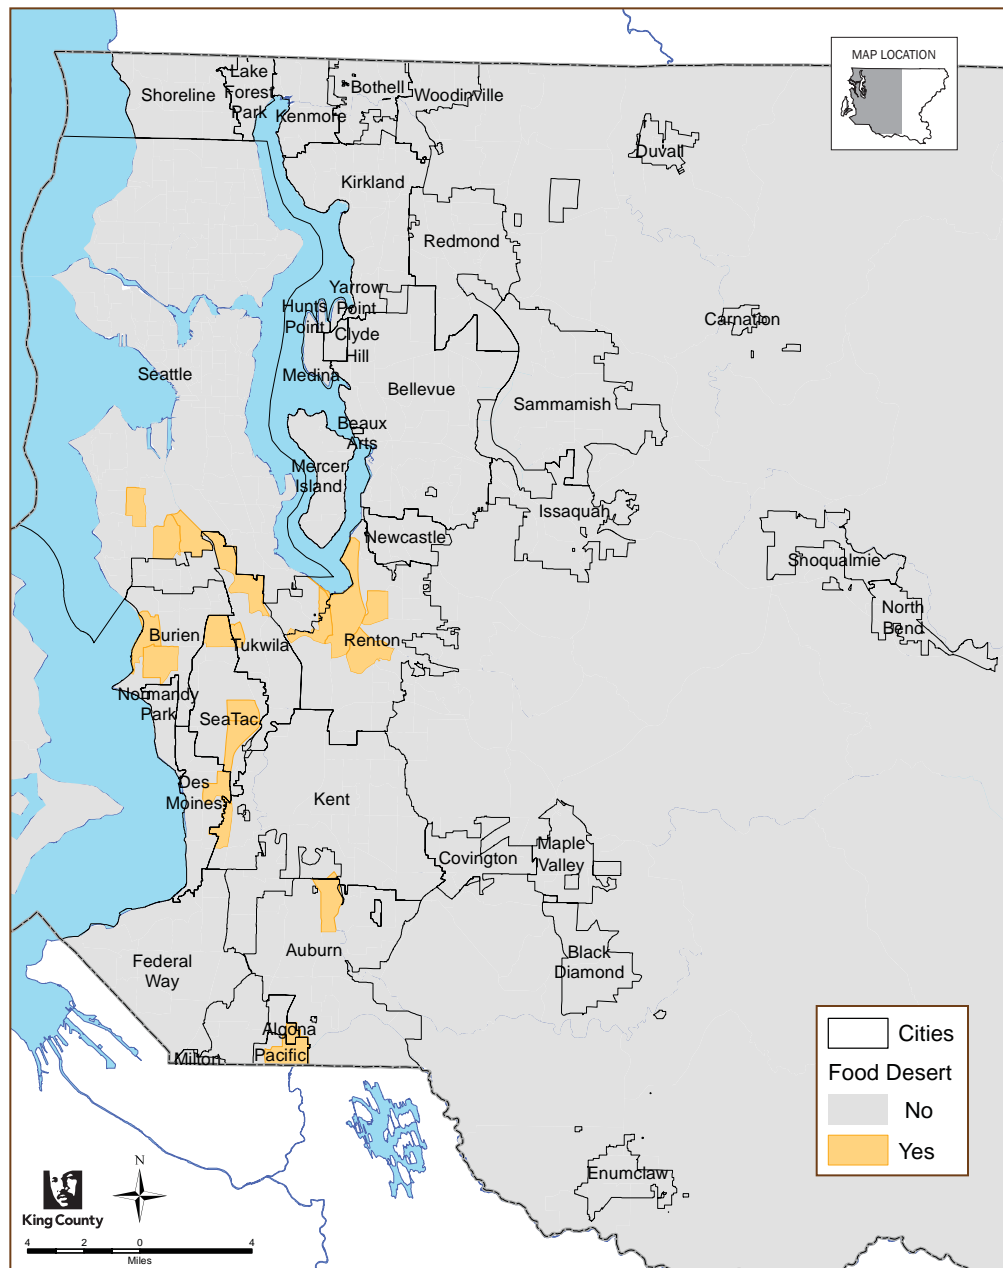 MAP LOCATION
Lake
Forest
Park
Shoreline
Bothell
Woodinville
Kenmore
Duvall
Kirkland
Redmond
Yarrow
Point
Hunts
Point
Carnation
Clyde
Hill
Medina
Seattle
Bellevue
Sammamish
Beaux
Arts
Mercer
Island
Issaquah
Newcastle
Shoqualmie
North
Bend
Burien
Tukwila
Renton
Normandy
Park
SeaTac
Des
Moines
Kent
Covington
Maple
Valley
Auburn
Federal
Way
Black
Diamond
Algona
Pacific
Milton
Enumclaw
Cities
Food Desert
No
Yes
N
King County
4 2 0 4
Miles